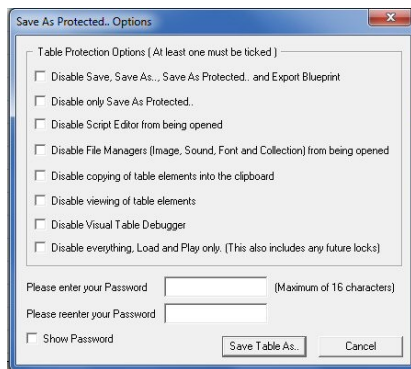 Save As Protected.. Options
Table Protection Options ( At least one must be ticked )
Disable Save, Save As.., Save As Protected.. and Export Blueprint
Disable only Save As Protected..
Disable Script Editor from being opened
Disable File Managers (Image, Sound, Font and Collection) from being opened
Disable copying of table elements into the clipboard
Disable viewing of table elements
Disable Visual Table Debugger
Disable everything, Load and Play only. (This also includes any future locks)
Please enter your Password (Maximum of 16 characters)
Please reenter your Password
Show Password
Save Table As.. Cancel